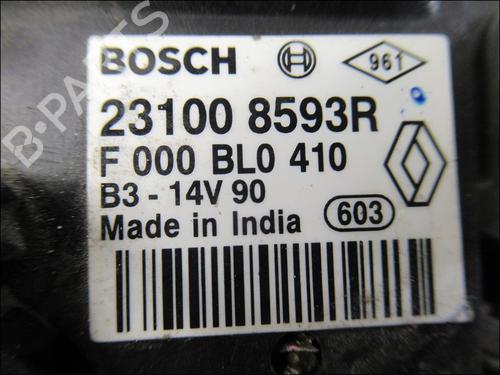 BOSCH 961
23100 8593R
F 000 BL0 410
B3 - 14V 90
Made in India 603
B-PARTS